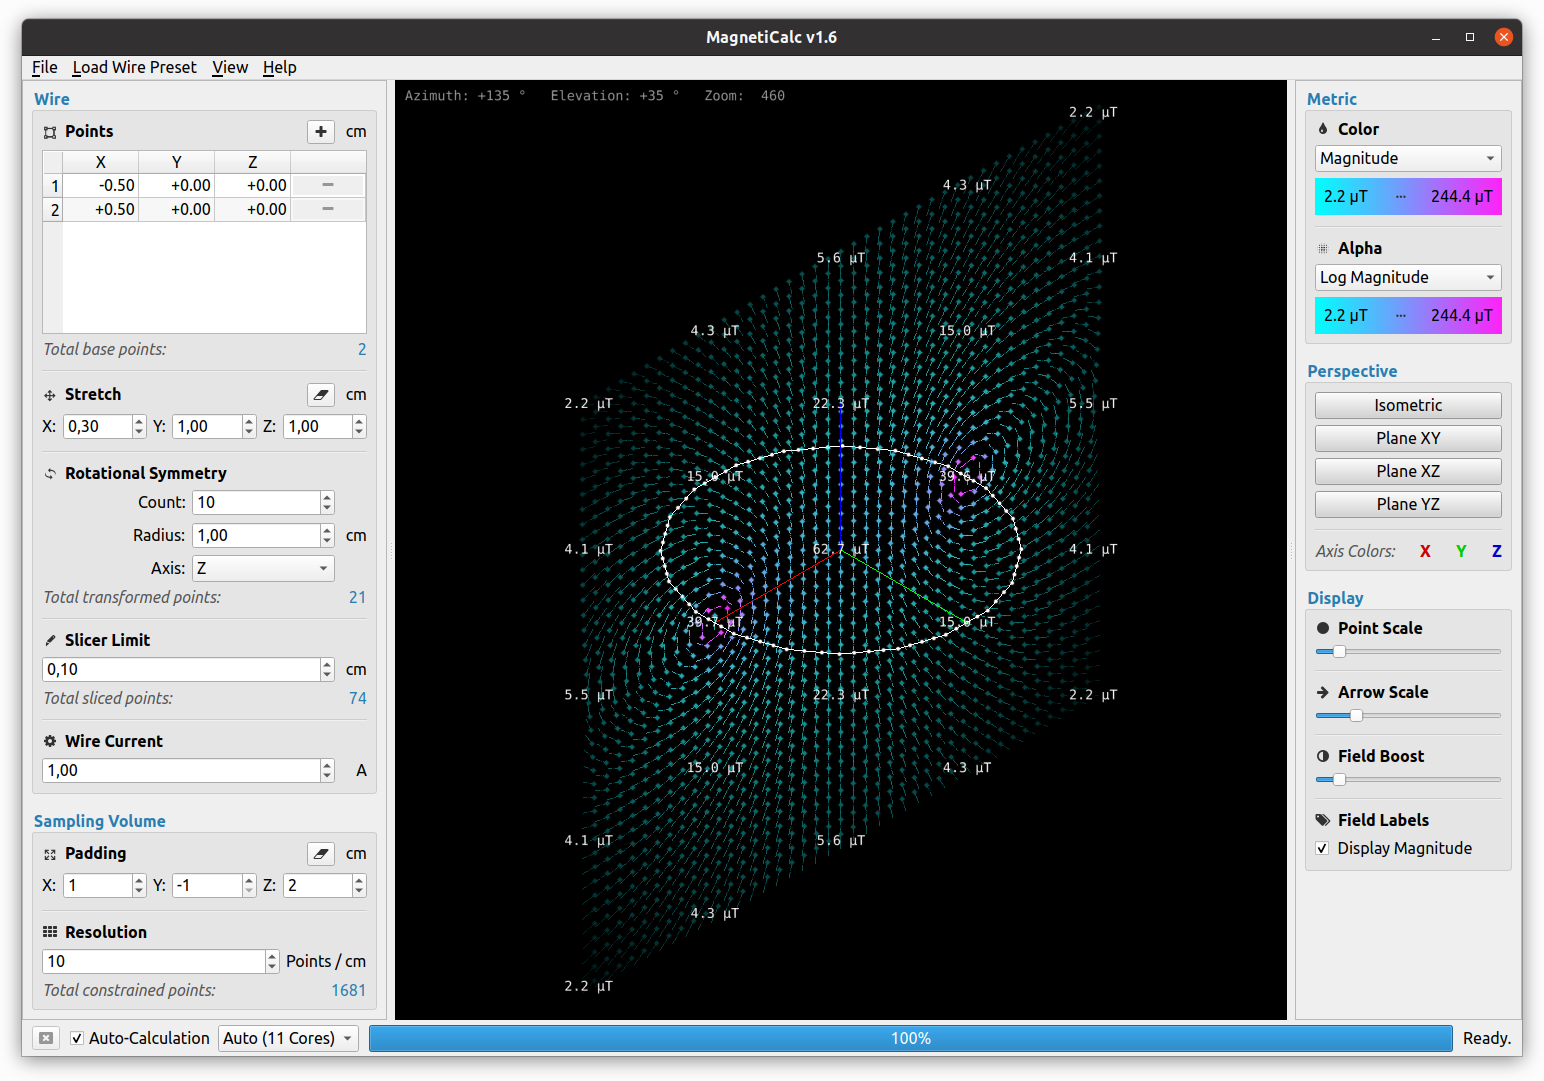 MagnetiCalc v1.6
File Load Wire Preset View Help
Wire
Points cm
X Y Z
1 -0.50 +0.00 +0.00
2 +0.50 +0.00 +0.00
Total base points: 2
Stretch cm
X: 0,30 Y: 1,00 Z: 1,00
Rotational Symmetry
Count: 10
Radius: 1,00 cm
Axis: Z
Total transformed points: 21
Slicer Limit
0,10 cm
Total sliced points: 74
Wire Current
1,00 A
Sampling Volume
Padding cm
X: 1 Y: -1 Z: 2
Resolution
10 Points / cm
Total constrained points: 1681
Azimuth: +135 ° Elevation: +35 ° Zoom: 460
2.2 µT
4.3 µT
5.6 µT 4.1 µT
4.3 µT 15.0 µT
2.2 µT 22.3 µT 5.5 µT
15.0 µT 39.6 µT
4.1 µT 62.7 µT 4.1 µT
39.7 µT 15.0 µT
5.5 µT 22.3 µT 2.2 µT
15.0 µT 4.3 µT
4.1 µT 5.6 µT
4.3 µT
2.2 µT
Metric
Color
Magnitude
2.2 µT ... 244.4 µT
Alpha
Log Magnitude
2.2 µT ... 244.4 µT
Perspective
Isometric
Plane XY
Plane XZ
Plane YZ
Axis Colors: X Y Z
Display
Point Scale
Arrow Scale
Field Boost
Field Labels
Display Magnitude
Auto-Calculation Auto (11 Cores) 100% Ready.